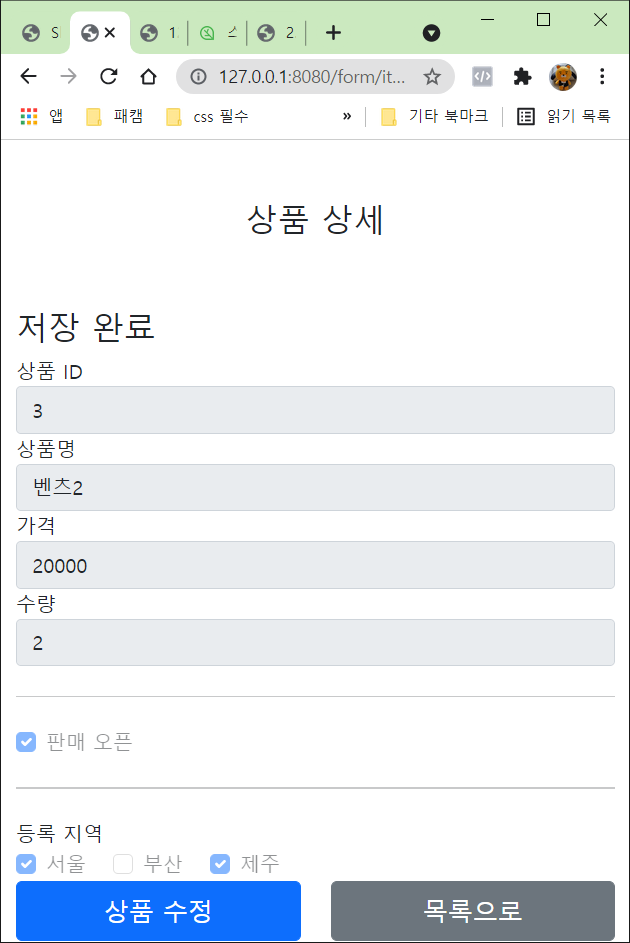 S
1
ㅅ
2
127.0.0.1:8080/form/it...
앱 패캠 css 필수 » 기타 북마크 읽기 목록
상품 상세
저장 완료
상품 ID
3
상품명
벤츠2
가격
20000
수량
2
판매 오픈
등록 지역
서울 부산 제주
상품 수정 목록으로